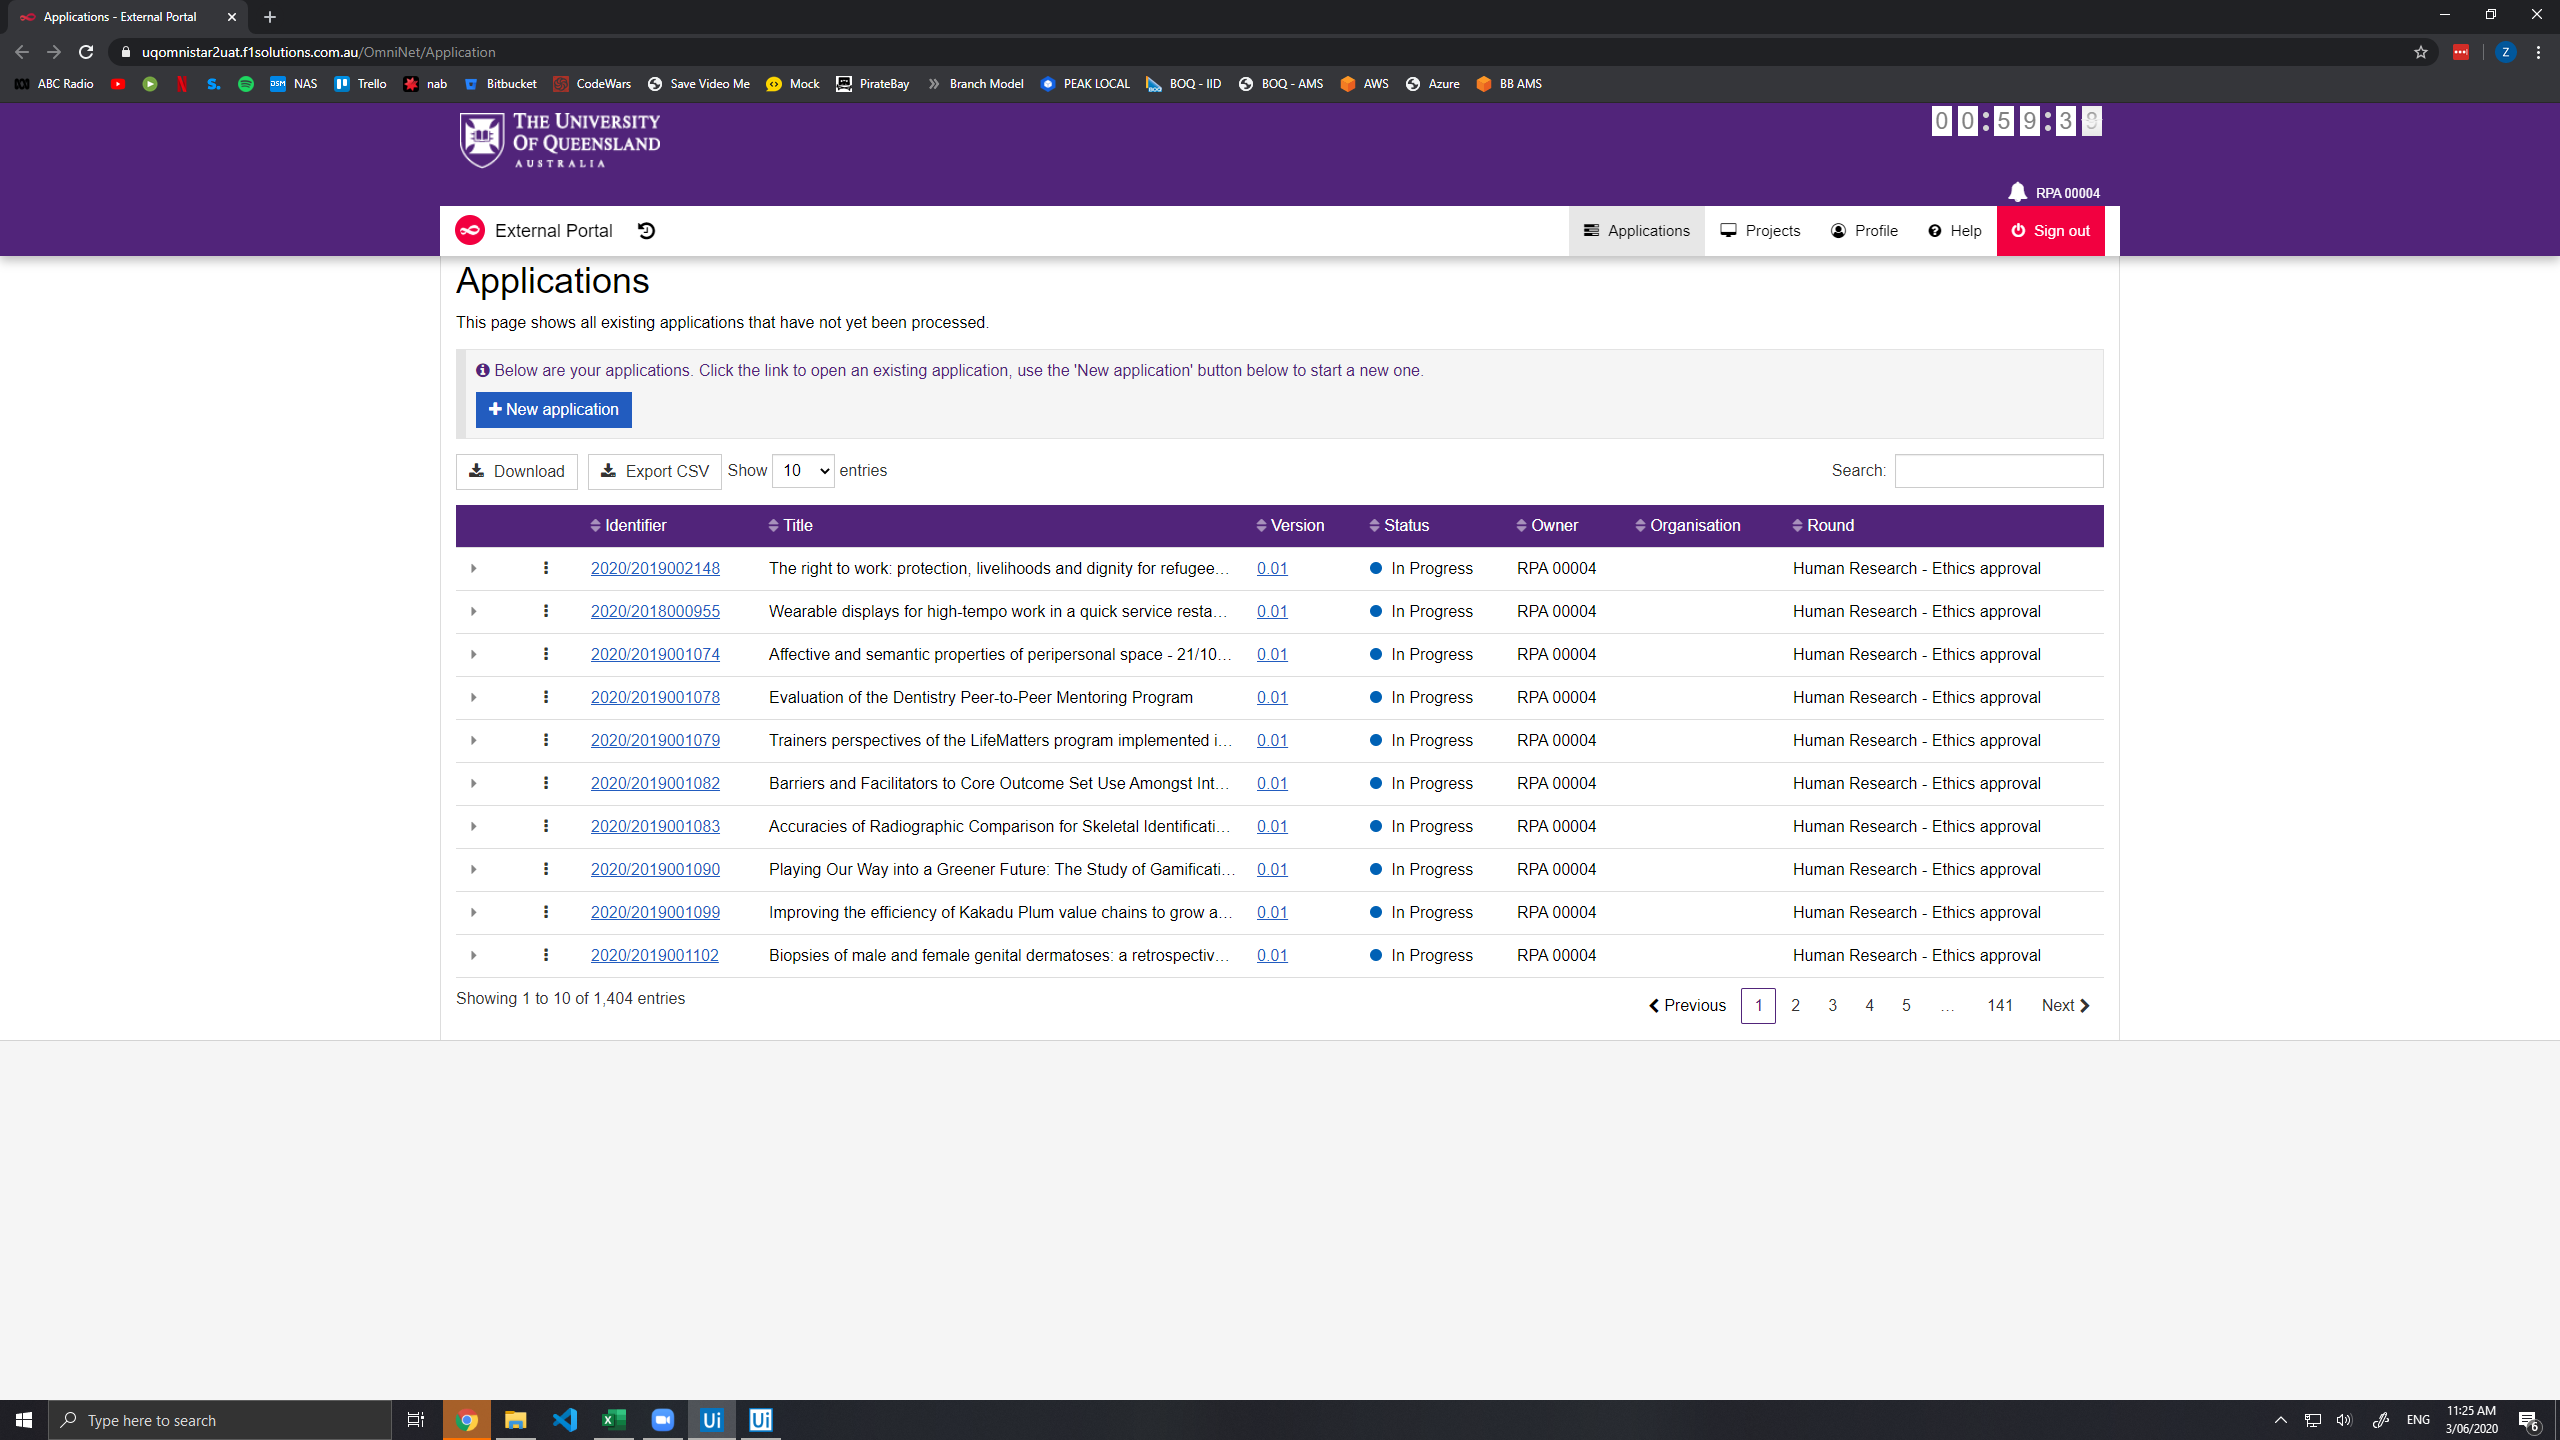 Applications - External Portal
uqomnistar2uat.f1solutions.com.au/OmniNet/Application
Z
ABC Radio NAS Trello nab Bitbucket CodeWars Save Video Me Mock PirateBay Branch Model PEAK LOCAL BOQ - IID BOQ - AMS AWS Azure BB AMS
THE UNIVERSITY
OF QUEENSLAND
AUSTRALIA
00:59:3
RPA 00004
External Portal Applications Projects Profile Help Sign out
Applications
This page shows all existing applications that have not yet been processed.
Below are your applications. Click the link to open an existing application, use the 'New application' button below to start a new one.
New application
Download Export CSV Show 10 entries Search:
Identifier Title Version Status Owner Organisation Round
2020/2019002148 The right to work: protection, livelihoods and dignity for refugee... 0.01 In Progress RPA 00004 Human Research - Ethics approval
2020/2018000955 Wearable displays for high-tempo work in a quick service resta... 0.01 In Progress RPA 00004 Human Research - Ethics approval
2020/2019001074 Affective and semantic properties of peripersonal space - 21/10... 0.01 In Progress RPA 00004 Human Research - Ethics approval
2020/2019001078 Evaluation of the Dentistry Peer-to-Peer Mentoring Program 0.01 In Progress RPA 00004 Human Research - Ethics approval
2020/2019001079 Trainers perspectives of the LifeMatters program implemented i... 0.01 In Progress RPA 00004 Human Research - Ethics approval
2020/2019001082 Barriers and Facilitators to Core Outcome Set Use Amongst Int... 0.01 In Progress RPA 00004 Human Research - Ethics approval
2020/2019001083 Accuracies of Radiographic Comparison for Skeletal Identificati... 0.01 In Progress RPA 00004 Human Research - Ethics approval
2020/2019001090 Playing Our Way into a Greener Future: The Study of Gamificati... 0.01 In Progress RPA 00004 Human Research - Ethics approval
2020/2019001099 Improving the efficiency of Kakadu Plum value chains to grow a... 0.01 In Progress RPA 00004 Human Research - Ethics approval
2020/2019001102 Biopsies of male and female genital dermatoses: a retrospectiv... 0.01 In Progress RPA 00004 Human Research - Ethics approval
Showing 1 to 10 of 1,404 entries Previous 1 2 3 4 5 ... 141 Next
Type here to search Ui Ui ENG 11:25 AM
3/06/2020 6